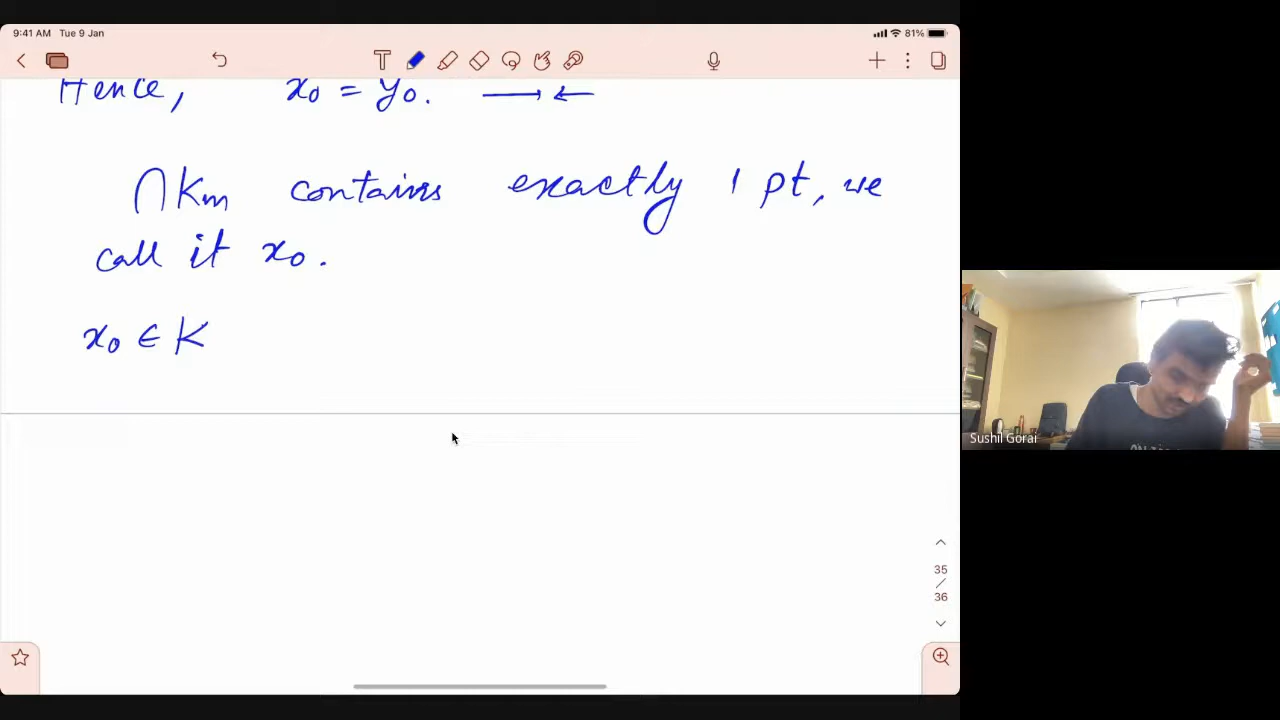 9:41 AM Tue 9 Jan
81%
T
Hence, x₀ = y₀. ⟶⟵
⋂Kₘ contains exactly 1 pt, we
call it x₀.
x₀ ∈ K
35
/
36
Sushil Gorai